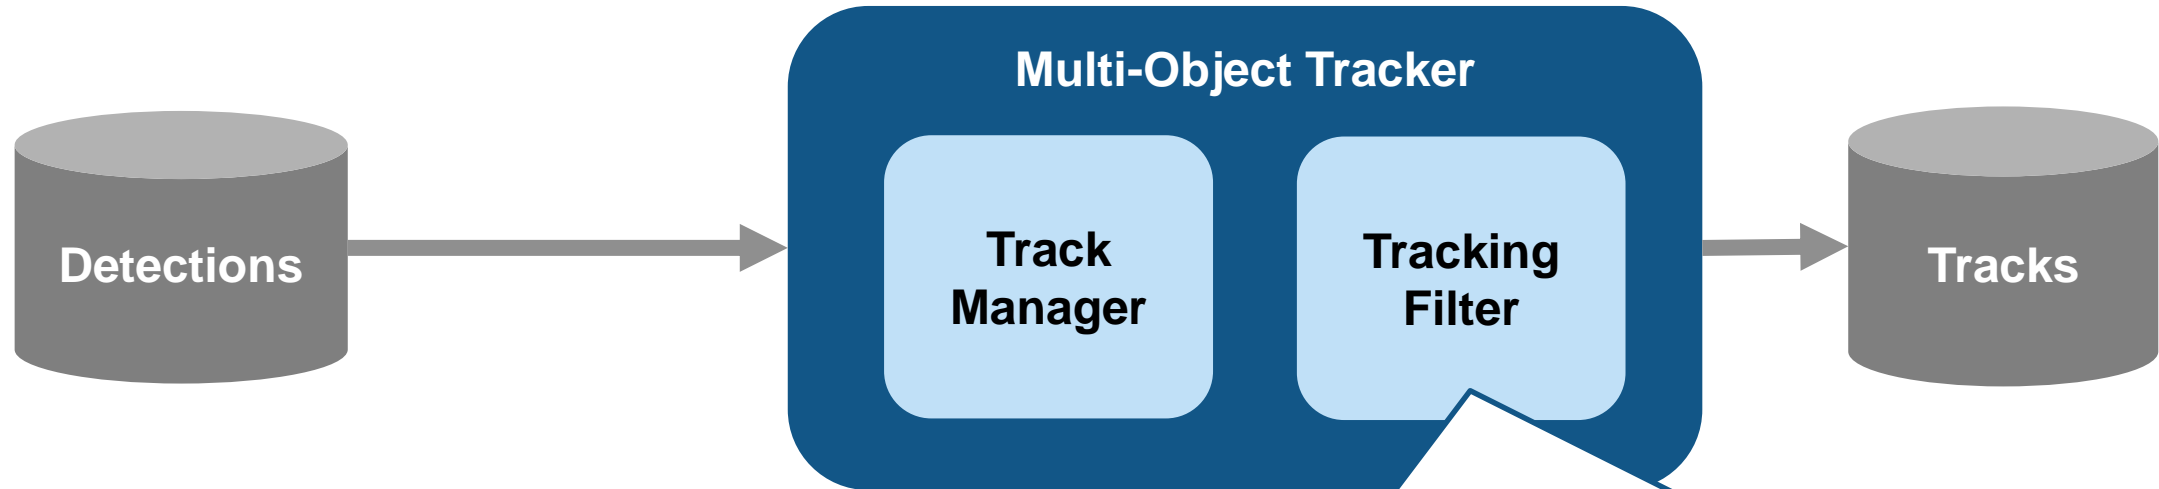 Multi-Object Tracker
Detections
Track
Manager
Tracking
Filter
Tracks